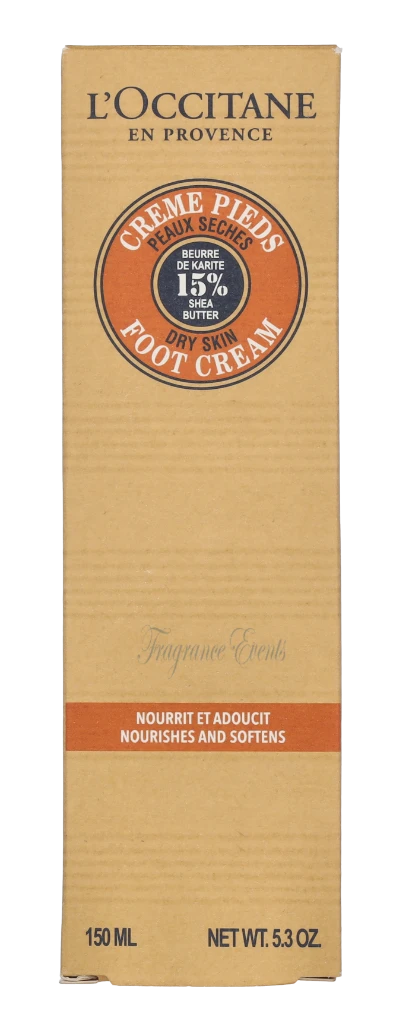 L'OCCITANE
EN PROVENCE
CREME PIEDS
PEAUX SECHES
BEURRE
DE KARITE
15%
SHEA
BUTTER
DRY SKIN
FOOT CREAM
Fragrance Events
NOURRIT ET ADOUCIT
NOURISHES AND SOFTENS
150 ML NET WT. 5.3 OZ.